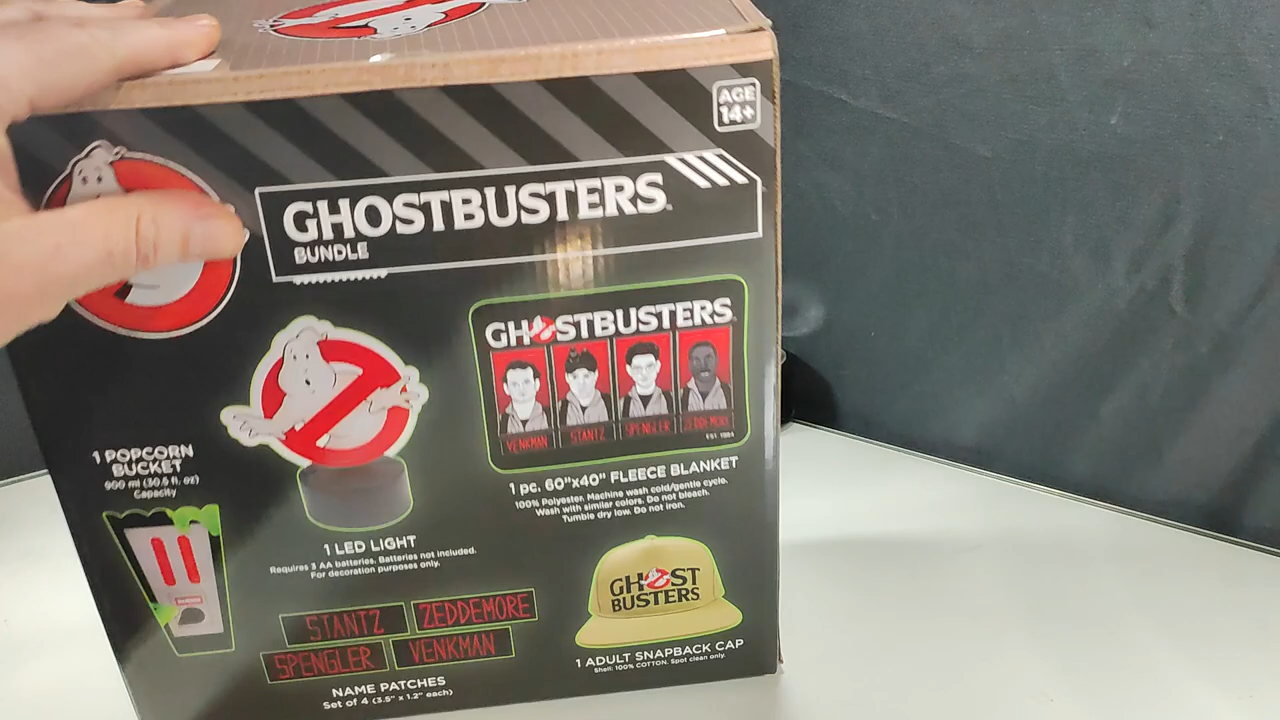 AGE
14+
GHOSTBUSTERS
BUNDLE
GHOSTBUSTERS
VENKMAN
STANTZ
SPENGLER
ZEDDEMORE
EST. 1984
1 POPCORN
BUCKET
900 ml (30.5 fl. oz)
Capacity
1 pc. 60"x40" FLEECE BLANKET
100% Polyester. Machine wash cold/gentle cycle.
Wash with similar colors. Do not bleach.
Tumble dry low. Do not iron.
1 LED LIGHT
Requires 3 AA batteries. Batteries not included.
For decoration purposes only.
STANTZ
ZEDDEMORE
SPENGLER
VENKMAN
NAME PATCHES
Set of 4 (3.5" x 1.2" each)
GHOST
BUSTERS
1 ADULT SNAPBACK CAP
Shell: 100% COTTON. Spot clean only.